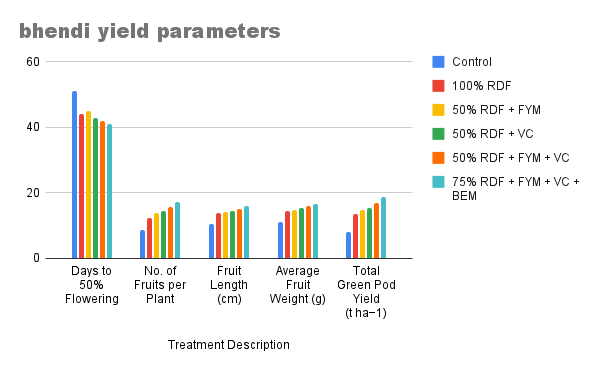 bhendi yield parameters
60
40
20
0
Days to
50%
Flowering
No. of
Fruits per
Plant
Fruit
Length
(cm)
Average
Fruit
Weight (g)
Total
Green Pod
Yield
(t ha−1)
Treatment Description
Control
100% RDF
50% RDF + FYM
50% RDF + VC
50% RDF + FYM + VC
75% RDF + FYM + VC +
BEM